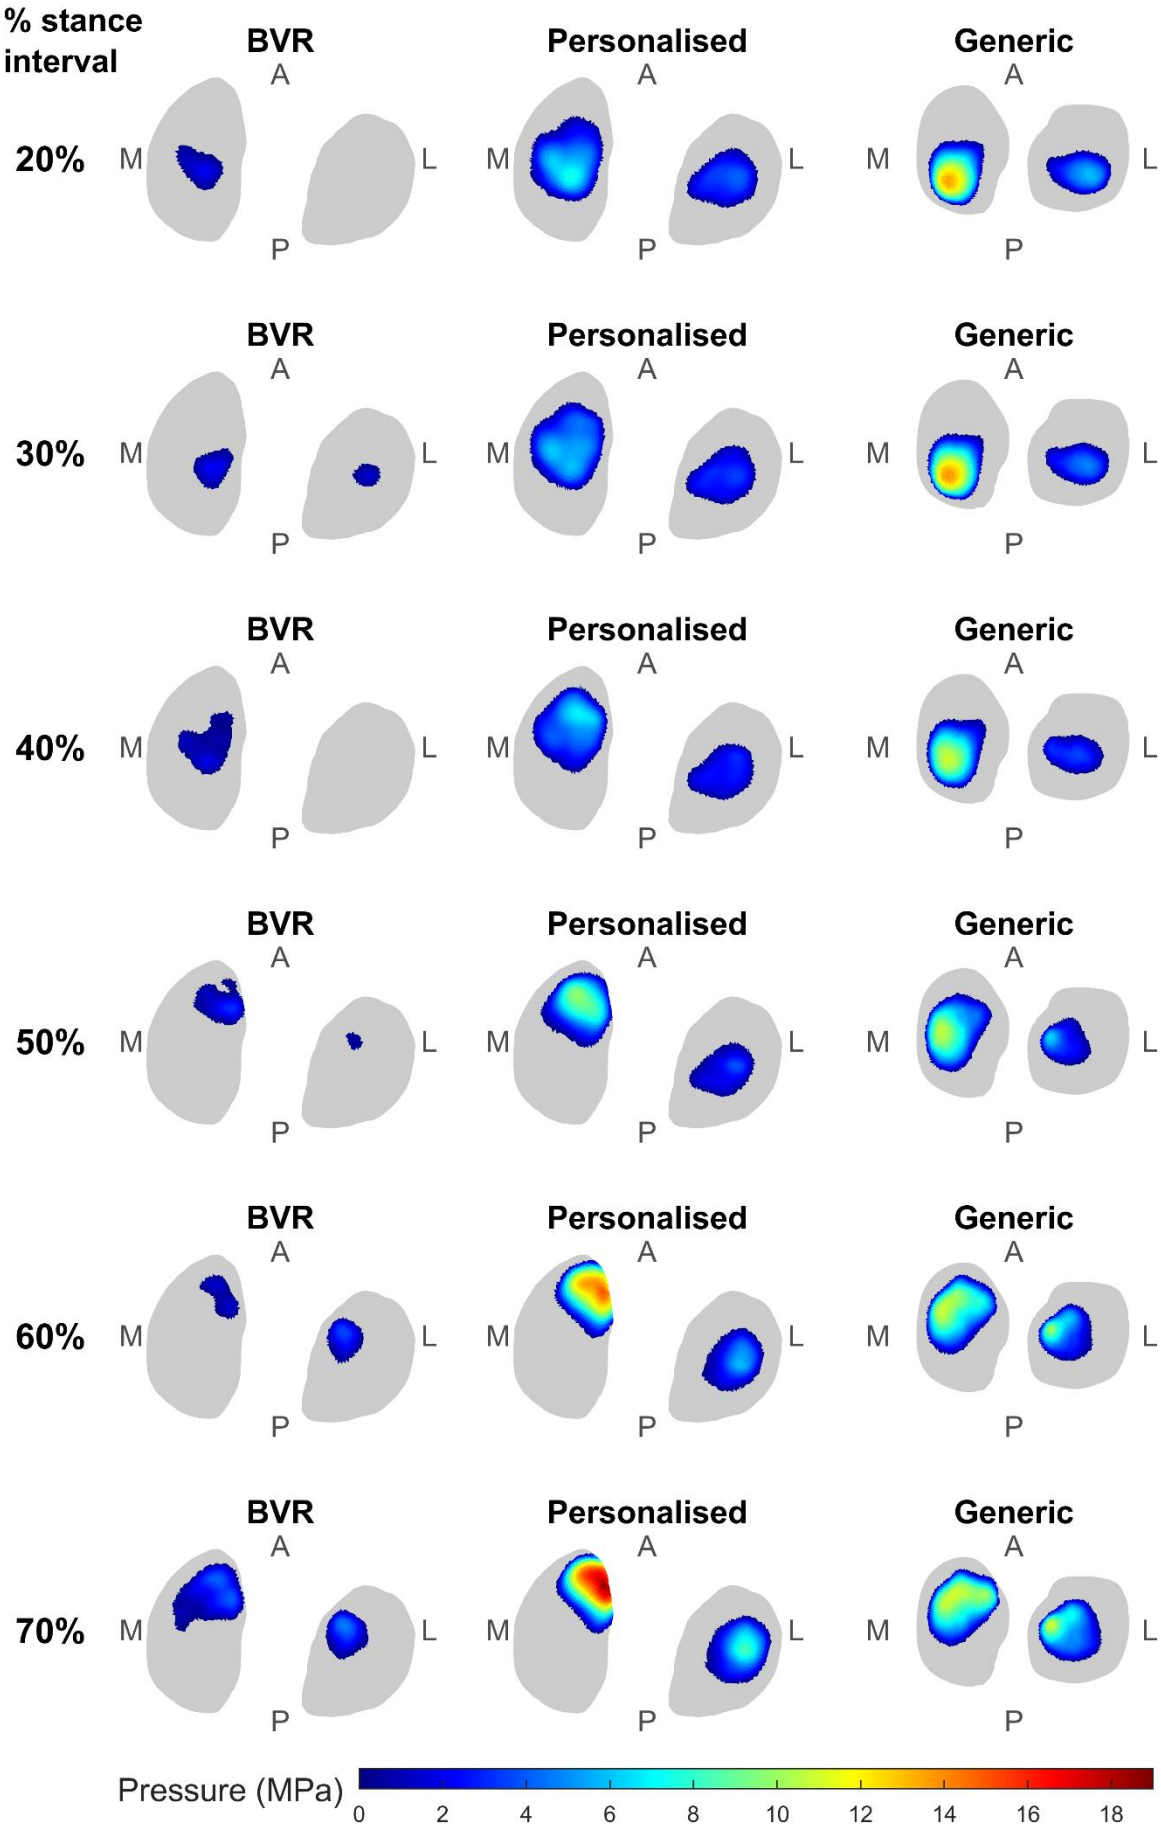 % stance
interval
BVR Personalised Generic
A A A
20% M L M L M L
P P P
BVR Personalised Generic
A A A
30% M L M L M L
P P P
BVR Personalised Generic
A A A
40% M L M L M L
P P P
BVR Personalised Generic
A A A
50% M L M L M L
P P P
BVR Personalised Generic
A A A
60% M L M L M L
P P P
BVR Personalised Generic
A A A
70% M L M L M L
P P P
Pressure (MPa)
0 2 4 6 8 10 12 14 16 18